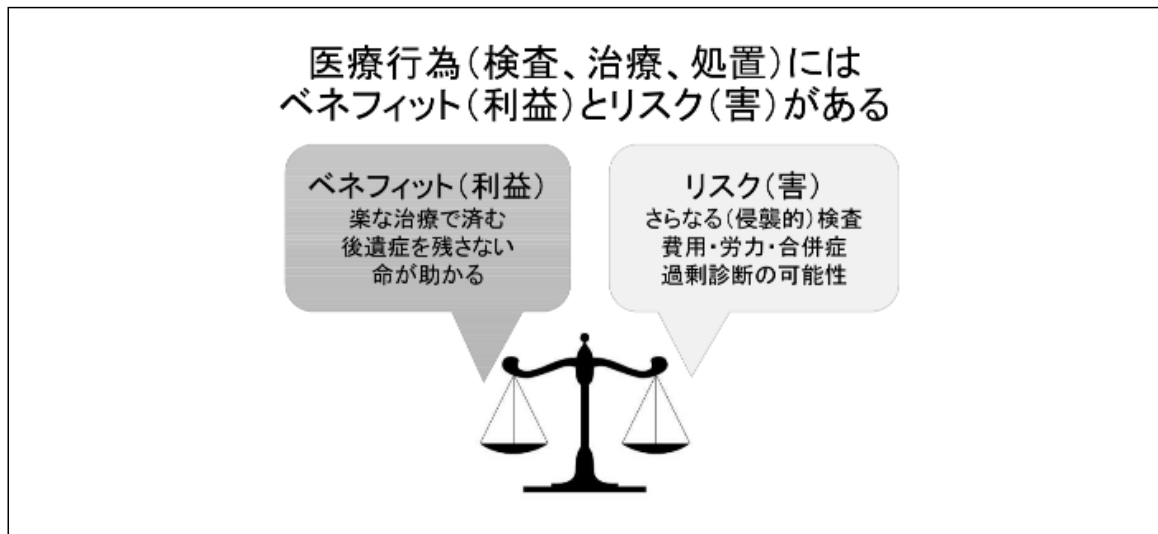 医療行為(検査、治療、処置)には
ベネフィット(利益)とリスク(害)がある
ベネフィット(利益)
楽な治療で済む
後遺症を残さない
命が助かる
リスク(害)
さらなる(侵襲的)検査
費用・労力・合併症
過剰診断の可能性